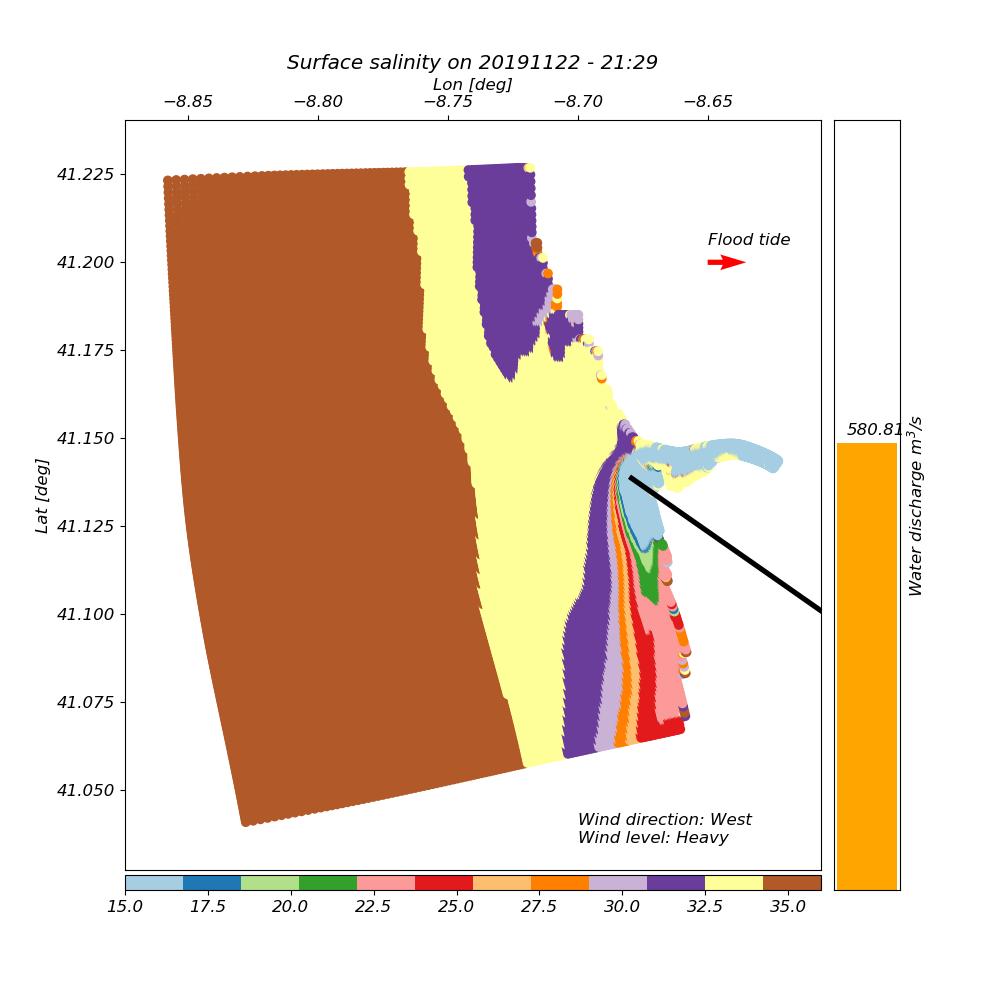 Surface salinity on 20191122 - 21:29
Lon [deg]
−8.85 −8.80 −8.75 −8.70 −8.65
41.225
41.200
41.175
41.150
41.125
41.100
41.075
41.050
Lat [deg]
Flood tide
Wind direction: West
Wind level: Heavy
580.81
Water discharge m³/s
15.0 17.5 20.0 22.5 25.0 27.5 30.0 32.5 35.0